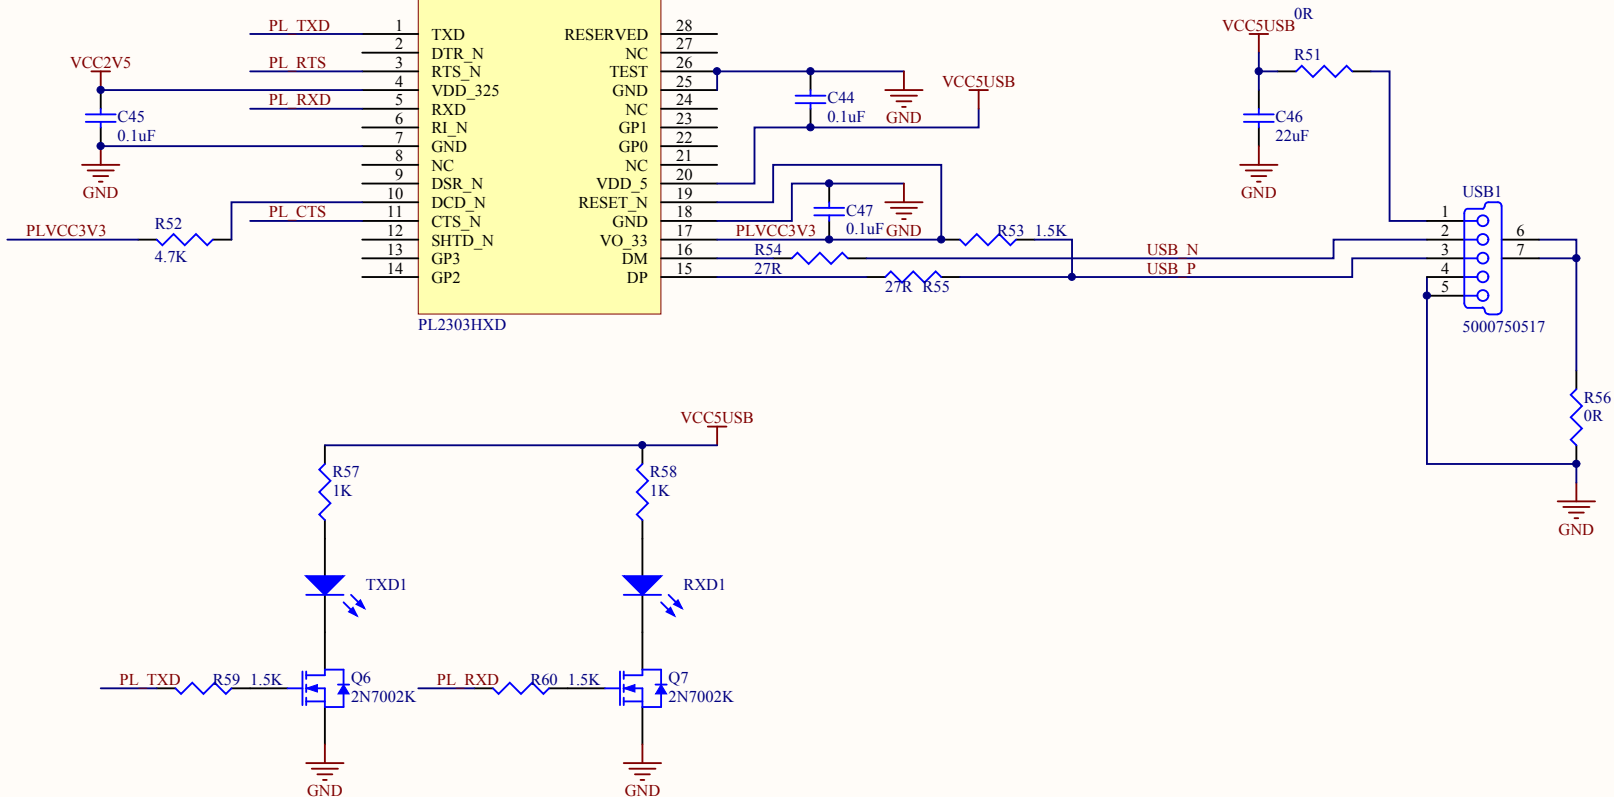 PL_TXD
1
TXD
2
DTR_N
PL_RTS
3
RTS_N
VCC2V5
4
VDD_325
PL_RXD
5
RXD
C45
0.1uF
6
RI_N
7
GND
8
NC
GND
9
DSR_N
10
DCD_N
PL_CTS
11
CTS_N
PLVCC3V3
R52
4.7K
12
SHTD_N
13
GP3
14
GP2
PL2303HXD
RESERVED
28
NC
27
TEST
26
GND
25
NC
24
GP1
23
GP0
22
NC
21
VDD_5
20
RESET_N
19
GND
18
VO_33
17
DM
16
DP
15
C44
0.1uF
GND
VCC5USB
C47
0.1uF
GND
PLVCC3V3
R53 1.5K
R54
27R
27R R55
USB_N
USB_P
0R
VCC5USB
R51
C46
22uF
GND
USB1
1
2
3
4
5
6
7
5000750517
R56
0R
GND
VCC5USB
R57
1K
R58
1K
TXD1
RXD1
PL_TXD
R59 1.5K
Q6
2N7002K
PL_RXD
R60 1.5K
Q7
2N7002K
GND
GND